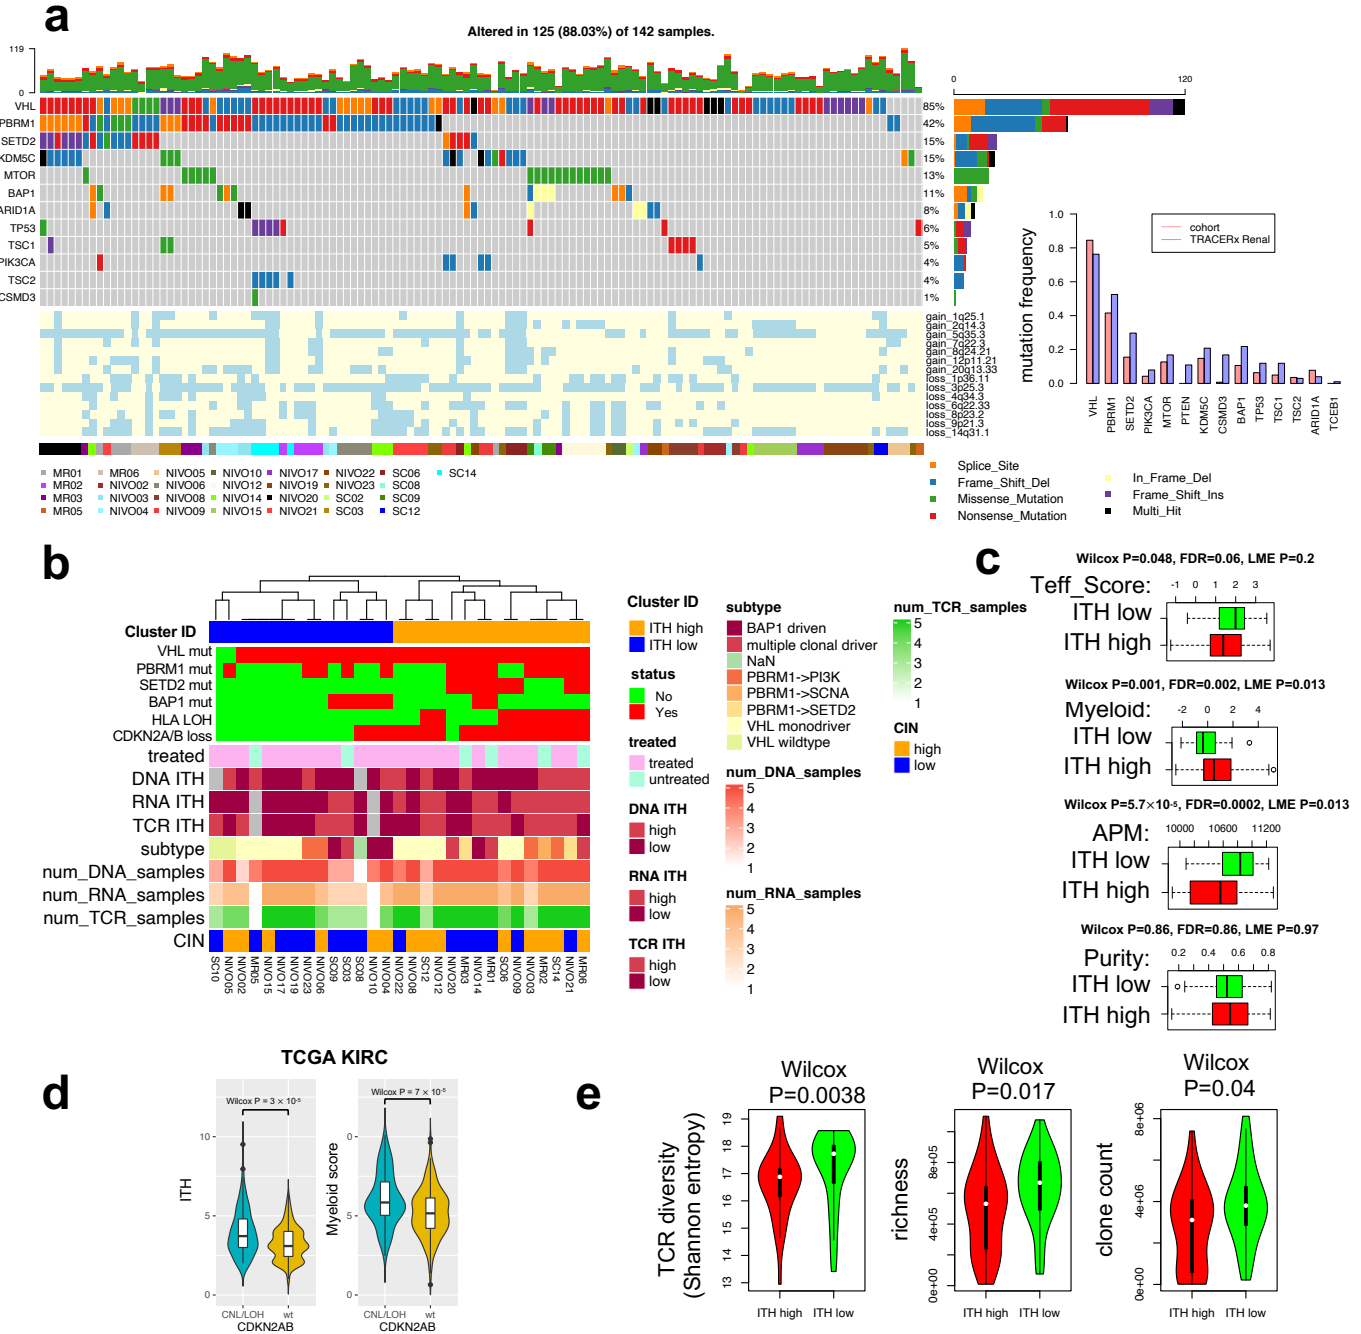 a
Altered in 125 (88.03%) of 142 samples.
119
0
0
120
VHL
85%
PBRM1
42%
SETD2
15%
KDM5C
15%
MTOR
13%
BAP1
11%
ARID1A
8%
TP53
6%
TSC1
5%
PIK3CA
4%
TSC2
4%
CSMD3
1%
gain_1q25.1
gain_2q14.3
gain_5q35.3
gain_7q22.3
gain_8q24.21
gain_12p11.21
gain_20q13.33
loss_1p36.11
loss_3p25.3
loss_4q34.3
loss_6q22.33
loss_8p23.2
loss_9p21.3
loss_14q31.1
MR01 MR06 NIVO05 NIVO10 NIVO17 NIVO22 SC06 SC14
MR02 NIVO02 NIVO06 NIVO12 NIVO19 NIVO23 SC08
MR03 NIVO03 NIVO08 NIVO14 NIVO20 SC02 SC09
MR05 NIVO04 NIVO09 NIVO15 NIVO21 SC03 SC12
mutation frequency
1.0
0.8
0.6
0.4
0.2
0.0
cohort
TRACERx Renal
VHL
PBRM1
SETD2
PIK3CA
MTOR
PTEN
KDM5C
CSMD3
BAP1
TP53
TSC1
TSC2
ARID1A
TCEB1
Splice_Site
Frame_Shift_Del
Missense_Mutation
Nonsense_Mutation
In_Frame_Del
Frame_Shift_Ins
Multi_Hit
b
Cluster ID
VHL mut
PBRM1 mut
SETD2 mut
BAP1 mut
HLA LOH
CDKN2A/B loss
treated
DNA ITH
RNA ITH
TCR ITH
subtype
num_DNA_samples
num_RNA_samples
num_TCR_samples
CIN
SC10
NIVO05
NIVO02
MR05
NIVO15
NIVO17
NIVO19
NIVO23
NIVO06
SC09
SC03
SC08
NIVO10
NIVO04
NIVO22
NIVO08
SC12
NIVO12
NIVO20
MR03
NIVO14
MR01
SC06
NIVO09
NIVO03
MR02
SC14
NIVO21
MR06
Cluster ID
ITH high
ITH low
status
No
Yes
treated
treated
untreated
DNA ITH
high
low
RNA ITH
high
low
TCR ITH
high
low
subtype
BAP1 driven
multiple clonal driver
NaN
PBRM1->PI3K
PBRM1->SCNA
PBRM1->SETD2
VHL monodriver
VHL wildtype
num_DNA_samples
5
4
3
2
1
num_RNA_samples
5
4
3
2
1
num_TCR_samples
5
4
3
2
1
CIN
high
low
c
Wilcox P=0.048, FDR=0.06, LME P=0.2
Teff_Score:
-1 0 1 2 3
ITH low
ITH high
Wilcox P=0.001, FDR=0.002, LME P=0.013
Myeloid:
-2 0 2 4
ITH low
ITH high
Wilcox P=5.7×10-5, FDR=0.0002, LME P=0.013
APM:
10000 10600 11200
ITH low
ITH high
Wilcox P=0.86, FDR=0.86, LME P=0.97
Purity:
0.2 0.4 0.6 0.8
ITH low
ITH high
d
TCGA KIRC
Wilcox P = 3 × 10-5
ITH
10
5
0
CNL/LOH wt
CDKN2AB
Wilcox P = 7 × 10-5
Myeloid score
0
5
0
CNL/LOH wt
CDKN2AB
e
Wilcox
P=0.0038
TCR diversity
(Shannon entropy)
19
18
17
16
15
14
13
ITH high ITH low
Wilcox
P=0.017
richness
8e+05
4e+05
0e+00
ITH high ITH low
Wilcox
P=0.04
clone count
8e+06
4e+06
0e+00
ITH high ITH low